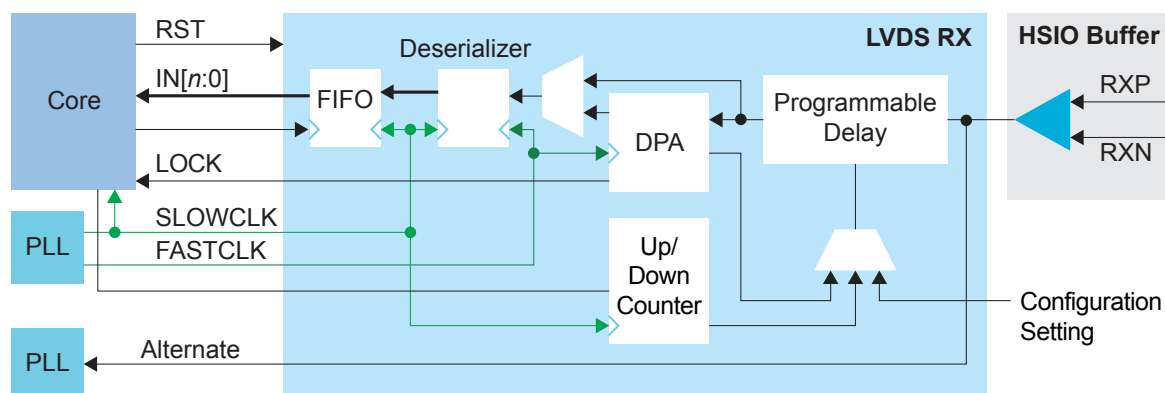 RST
Deserializer
LVDS RX
HSIO Buffer
Core
IN[n:0]
FIFO
DPA
Programmable
Delay
RXP
RXN
LOCK
SLOWCLK
PLL
FASTCLK
Up/
Down
Counter
Configuration
Setting
PLL
Alternate